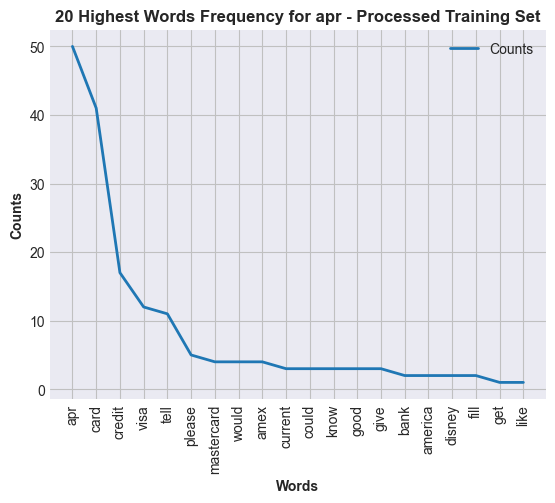 20 Highest Words Frequency for apr - Processed Training Set
Counts
Counts
50
40
30
20
10
0
apr
card
credit
visa
tell
please
mastercard
would
amex
current
could
know
good
give
bank
america
disney
fill
get
like
Words